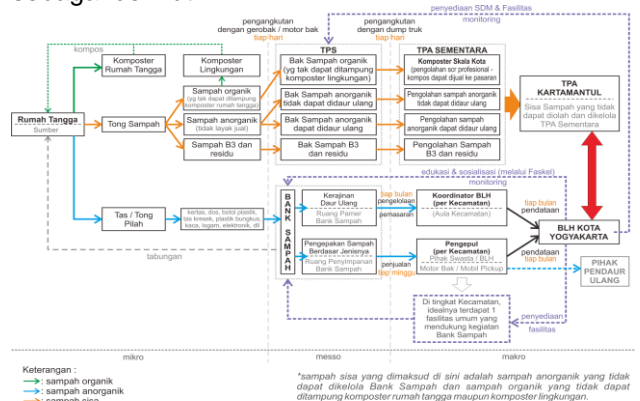 penyediaan SDM & Fasilitas
monitoring
pengangkutan
dengan gerobak / motor bak
tiap hari
pengangkutan
dengan dump truk
tiap hari
kompos
Komposter
Rumah Tangga
Komposter
Lingkungan
TPS
Bak Sampah organik
(yg tak dapat ditampung
komposter lingkungan)
Bak Sampah anorganik
tidak dapat didaur ulang
Bak Sampah anorganik
dapat didaur ulang
Bak Sampah B3
dan residu
TPA SEMENTARA
Komposter Skala Kota
(pengolahan scr profesional -
kompos dapat dijual ke pasaran
Pengolahan sampah anorganik
tidak dapat didaur ulang
Pengolahan sampah
anorganik dapat didaur ulang
Pengolahan Sampah
B3 dan residu
TPA
KARTAMANTUL
Sisa Sampah yang tidak
dapat diolah dan dikelola
TPA Sementara
Rumah Tangga
Sumber
Tong Sampah
Sampah organik
(yg tak dapat ditampung
komposter rumah tangga)
Sampah anorganik
(tidak layak jual)
Sampah B3 dan
residu
edukasi & sosialisasi (melalui Faskel)
monitoring
Tas / Tong
Pilah
kertas, dos, botol plastik,
tas kresek, plastik bungkus,
kaca, logam, elektronik, dll
tabungan
BANK SAMPAH
Kerajinan
Daur Ulang
Ruang Pamer
Bank Sampah
tiap bulan
pengelolaan
pemasaran
Koordinator BLH
(per Kecamatan)
(Aula Kecamatan)
tiap bulan
pendataan
Pengepakan Sampah
Berdasar Jenisnya
Ruang Penyimpanan
Bank Sampah
penjualan
tiap minggu
Pengepul
(per Kecamatan)
Pihak Swasta / BLH
Motor Bak / Mobil Pickup
pendataan
tiap bulan
BLH KOTA
YOGYAKARTA
PIHAK
PENDAUR
ULANG
Di tingkat Kecamatan,
idealnya terdapat 1
fasilitas umum yang
mendukung kegiatan
Bank Sampah
penyediaan
fasilitas
mikro
messo
makro
Keterangan :
: sampah organik
: sampah anorganik
*sampah sisa yang dimaksud di sini adalah sampah anorganik yang tidak
dapat dikelola Bank Sampah dan sampah organik yang tidak dapat
ditampung komposter rumah tangga maupun komposter lingkungan.